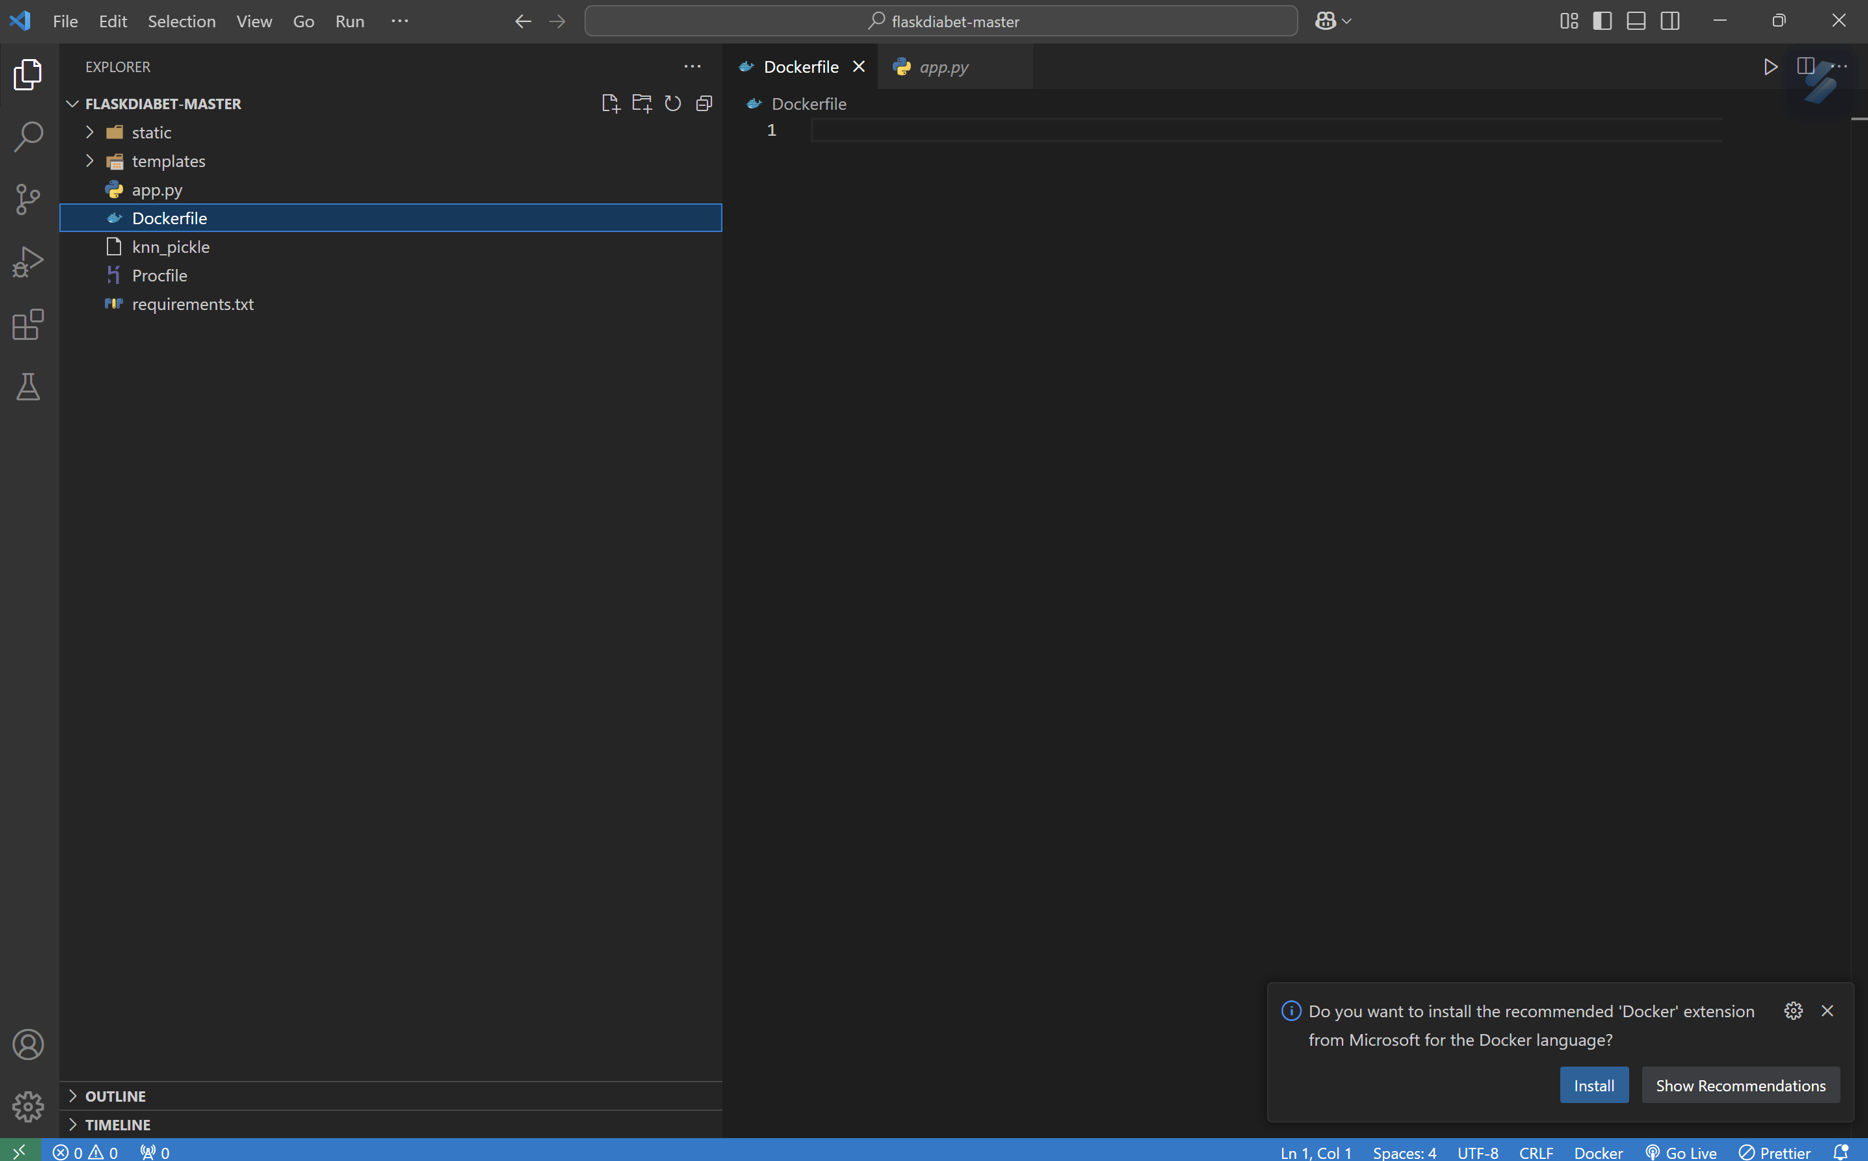 File Edit Selection View Go Run
flaskdiabet-master
EXPLORER
Dockerfile
app.py
FLASKDIABET-MASTER
Dockerfile
static
1
templates
app.py
Dockerfile
knn_pickle
Procfile
requirements.txt
Do you want to install the recommended 'Docker' extension
from Microsoft for the Docker language?
Install
Show Recommendations
OUTLINE
TIMELINE
0 0 0
Ln 1, Col 1 Spaces: 4 UTF-8 CRLF Docker Go Live Prettier